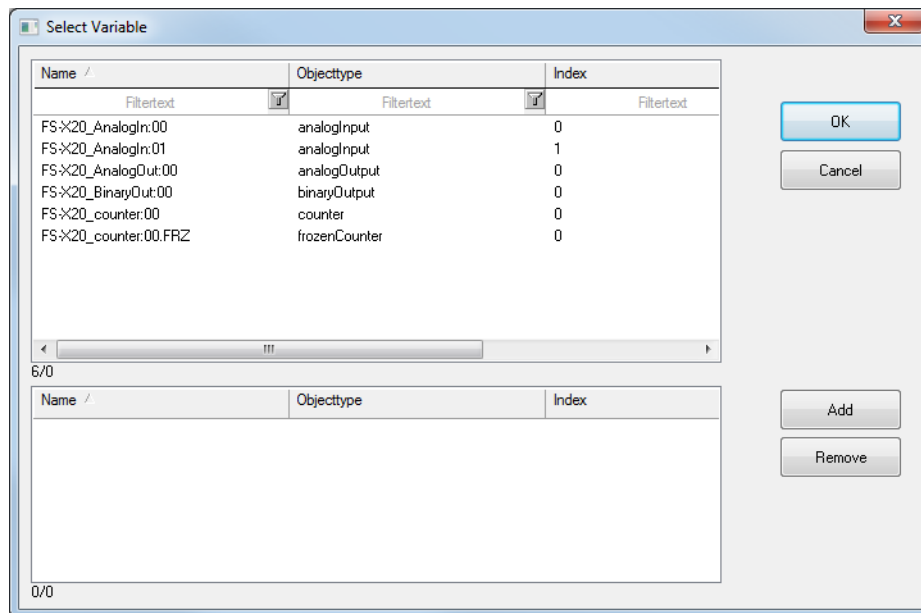 Select Variable
Name Objecttype Index
Filtertext Filtertext Filtertext
FS-X20_AnalogIn:00 analogInput 0
FS-X20_AnalogIn:01 analogInput 1
FS-X20_AnalogOut:00 analogOutput 0
FS-X20_BinaryOut:00 binaryOutput 0
FS-X20_counter:00 counter 0
FS-X20_counter:00.FRZ frozenCounter 0
6/0
OK
Cancel
Name Objecttype Index
Add
Remove
0/0